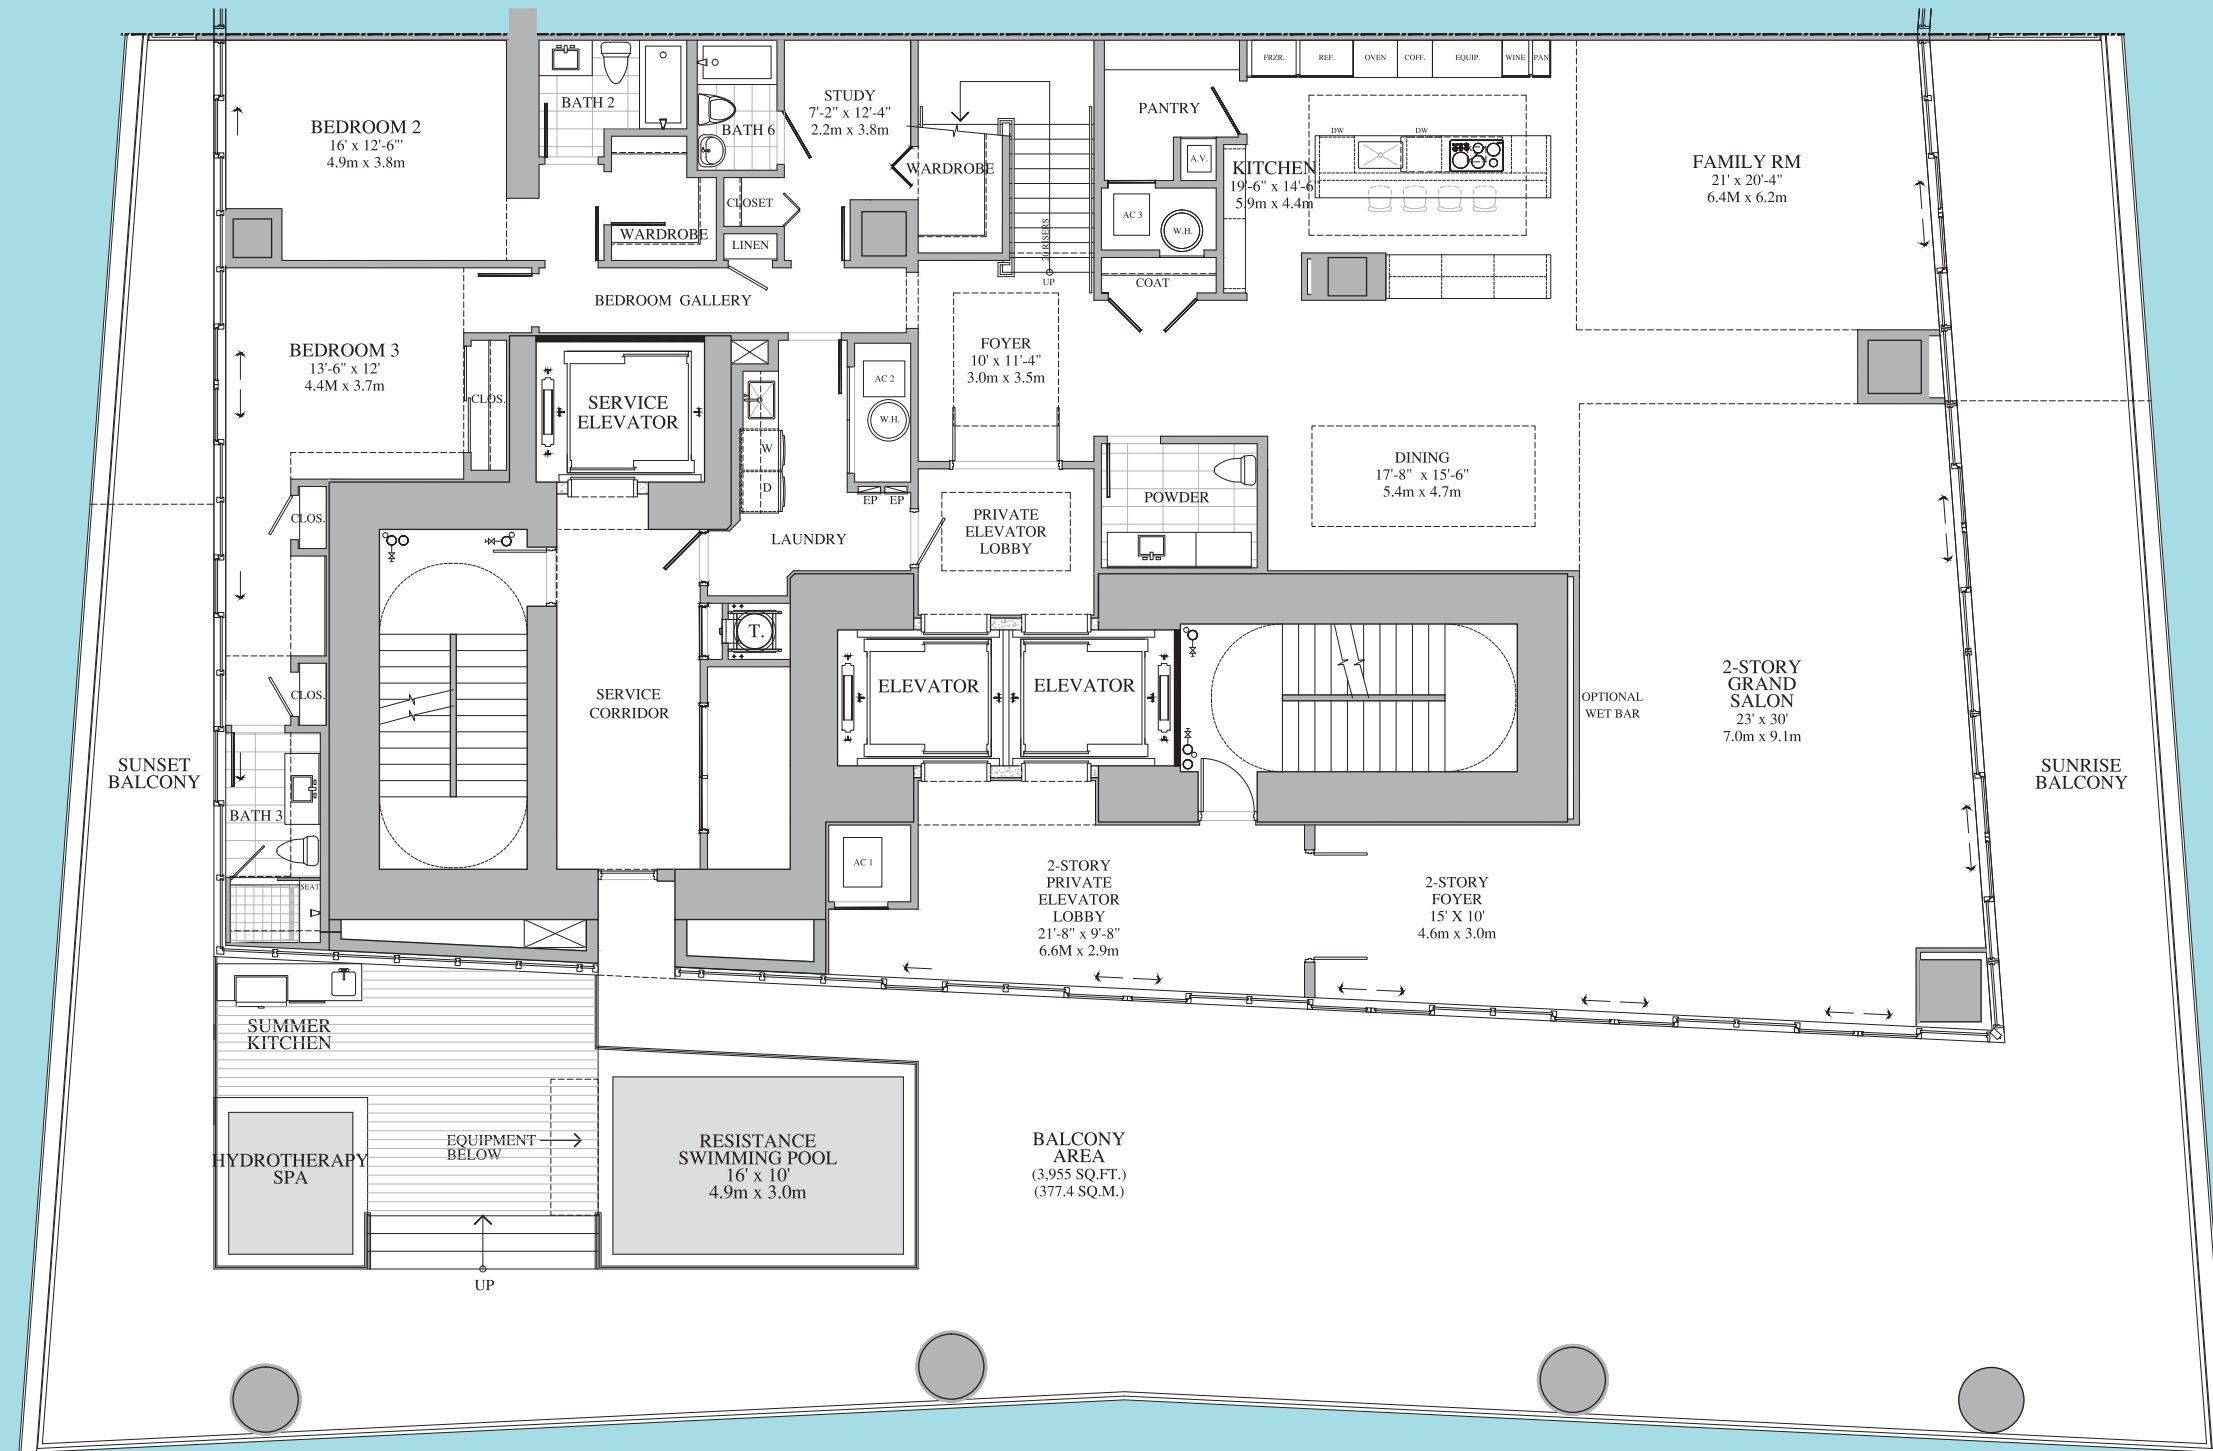 FRZR.
REF.
OVEN
COFF.
EQUIP.
WINE
PAN
BATH 2
STUDY
7'-2" x 12'-4"
2.2m x 3.8m
PANTRY
BEDROOM 2
16' x 12'-6"'
4.9m x 3.8m
BATH 6
DW
DW
A.V.
WARDROBE
KITCHEN
19'-6" x 14'-6"
5.9m x 4.4m
FAMILY RM
21' x 20'-4"
6.4M x 6.2m
CLOSET
AC 3
W.H.
WARDROBE
LINEN
20 RISERS
UP
COAT
BEDROOM GALLERY
BEDROOM 3
13'-6" x 12'
4.4M x 3.7m
FOYER
10' x 11'-4"
3.0m x 3.5m
AC 2
W.H.
CLOS.
SERVICE
ELEVATOR
W
D
DINING
17'-8" x 15'-6"
5.4m x 4.7m
EP
EP
POWDER
CLOS.
PRIVATE
ELEVATOR
LOBBY
LAUNDRY
T.
ELEVATOR
ELEVATOR
CLOS.
SERVICE
CORRIDOR
OPTIONAL
WET BAR
2-STORY
GRAND
SALON
23' x 30'
7.0m x 9.1m
SUNSET
BALCONY
SUNRISE
BALCONY
BATH 3
SEAT
AC 1
2-STORY
PRIVATE
ELEVATOR
LOBBY
21'-8" x 9'-8"
6.6M x 2.9m
2-STORY
FOYER
15' X 10'
4.6m x 3.0m
SUMMER
KITCHEN
EQUIPMENT
BELOW
HYDROTHERAPY
SPA
RESISTANCE
SWIMMING POOL
16' x 10'
4.9m x 3.0m
BALCONY
AREA
(3,955 SQ.FT.)
(377.4 SQ.M.)
UP